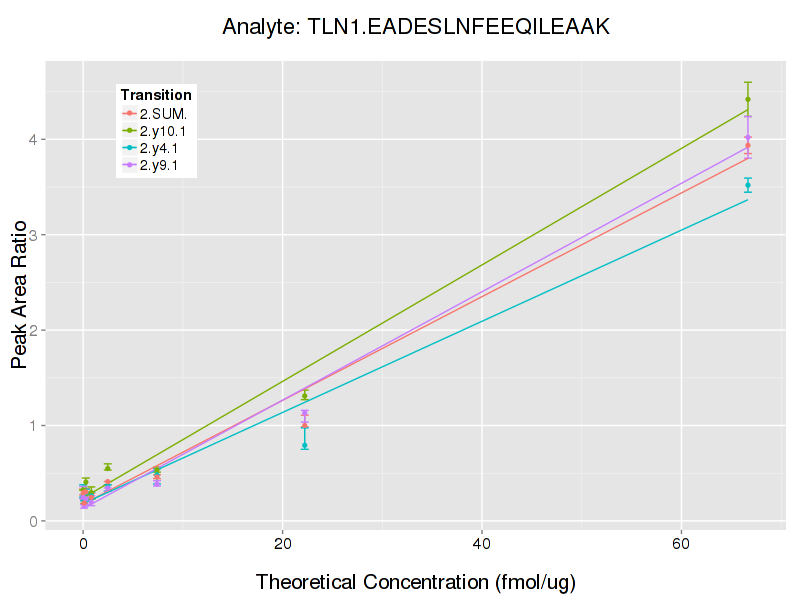 Analyte: TLN1.EADESLNFEEQILEAAK
Transition
2.SUM.
2.y10.1
2.y4.1
2.y9.1
Peak Area Ratio
4
3
2
1
0
0 20 40 60
Theoretical Concentration (fmol/ug)